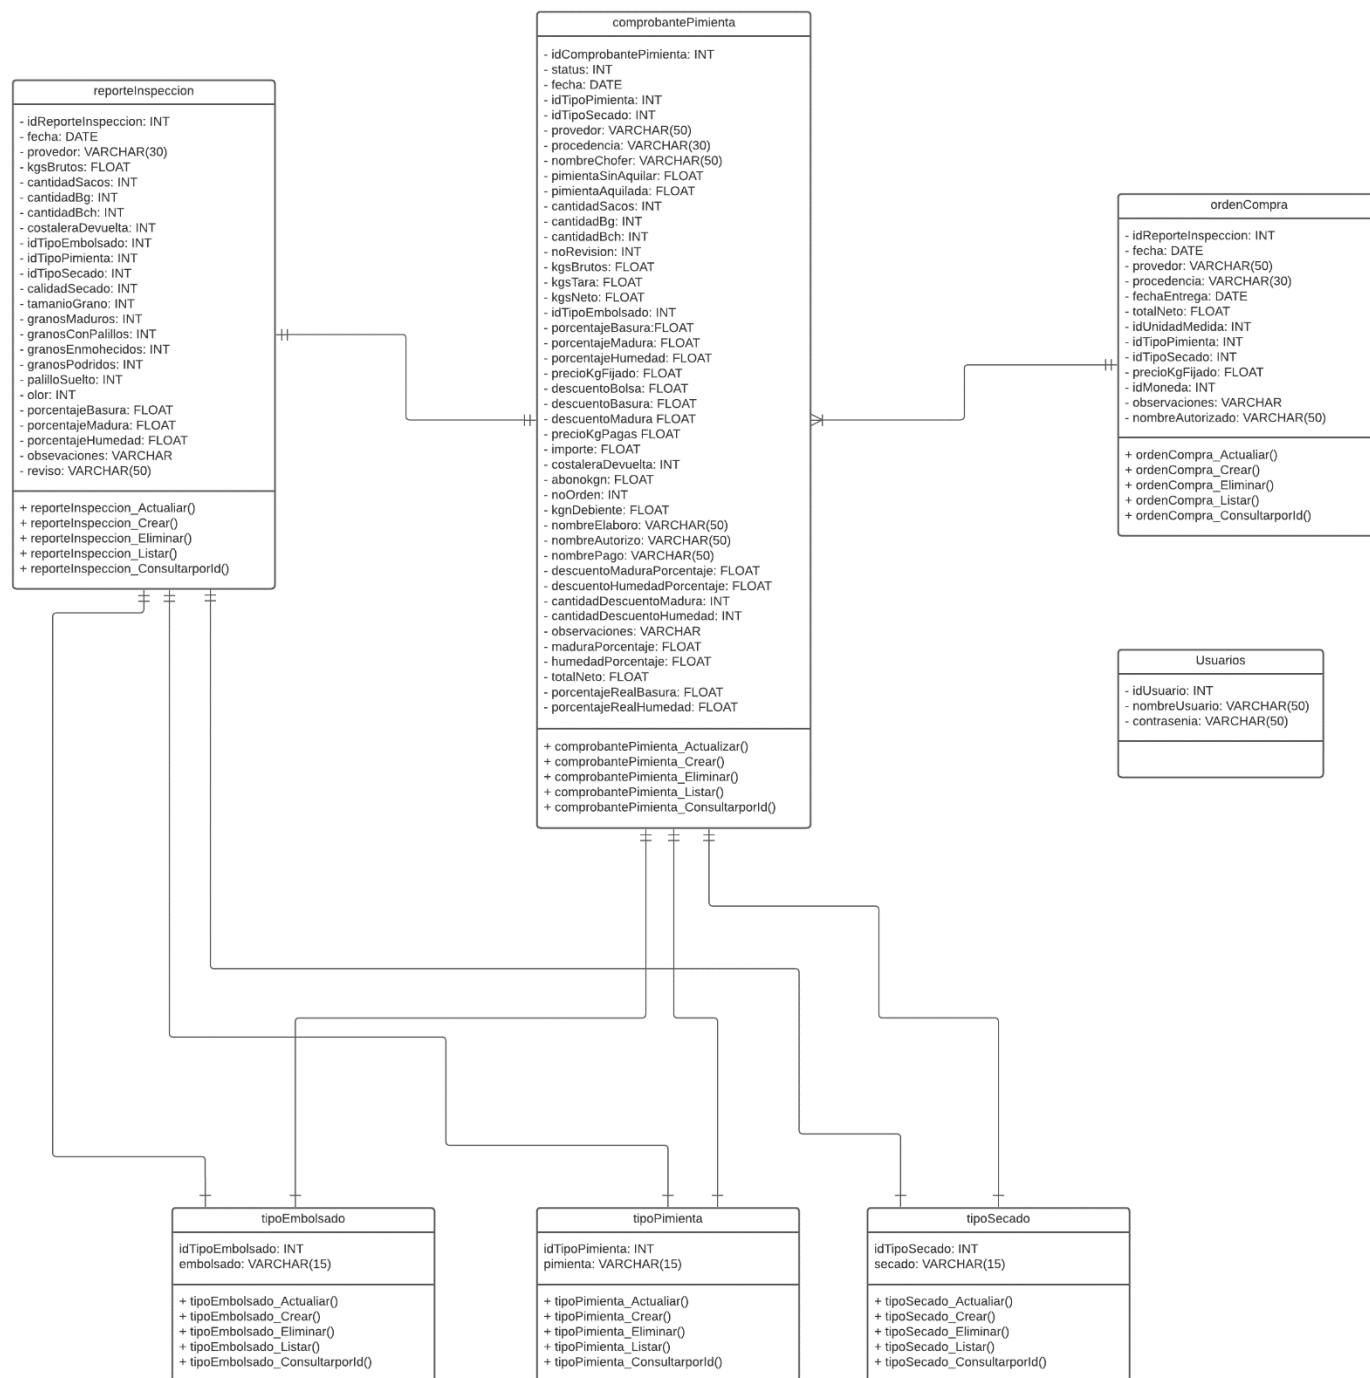 comprobantePimienta
- idComprobantePimienta: INT
- status: INT
- fecha: DATE
- idTipoPimienta: INT
- idTipoSecado: INT
- provedor: VARCHAR(50)
- procedencia: VARCHAR(30)
- nombreChofer: VARCHAR(50)
- pimientaSinAquilar: FLOAT
- pimientaAquilada: FLOAT
- cantidadSacos: INT
- cantidadBg: INT
- cantidadBch: INT
- noRevision: INT
- kgsBrutos: FLOAT
- kgsTara: FLOAT
- kgsNeto: FLOAT
- idTipoEmbolsado: INT
- porcentajeBasura:FLOAT
- porcentajeMadura: FLOAT
- porcentajeHumedad: FLOAT
- precioKgFijado: FLOAT
- descuentoBolsa: FLOAT
- descuentoBasura: FLOAT
- descuentoMadura FLOAT
- precioKgPagas FLOAT
- importe: FLOAT
- costaleraDevuelta: INT
- abonokgn: FLOAT
- noOrden: INT
- kgnDebiente: FLOAT
- nombreElaboro: VARCHAR(50)
- nombreAutorizo: VARCHAR(50)
- nombrePago: VARCHAR(50)
- descuentoMaduraPorcentaje: FLOAT
- descuentoHumedadPorcentaje: FLOAT
- cantidadDescuentoMadura: INT
- cantidadDescuentoHumedad: INT
- observaciones: VARCHAR
- maduraPorcentaje: FLOAT
- humedadPorcentaje: FLOAT
- totalNeto: FLOAT
- porcentajeRealBasura: FLOAT
- porcentajeRealHumedad: FLOAT
+ comprobantePimienta_Actualizar()
+ comprobantePimienta_Crear()
+ comprobantePimienta_Eliminar()
+ comprobantePimienta_Listar()
+ comprobantePimienta_ConsultarporId()
reporteInspeccion
- idReporteInspeccion: INT
- fecha: DATE
- provedor: VARCHAR(30)
- kgsBrutos: FLOAT
- cantidadSacos: INT
- cantidadBg: INT
- cantidadBch: INT
- costaleraDevuelta: INT
- idTipoEmbolsado: INT
- idTipoPimienta: INT
- idTipoSecado: INT
- calidadSecado: INT
- tamanioGrano: INT
- granosMaduros: INT
- granosConPalillos: INT
- granosEnmohecidos: INT
- granosPodridos: INT
- palilloSuelto: INT
- olor: INT
- porcentajeBasura: FLOAT
- porcentajeMadura: FLOAT
- porcentajeHumedad: FLOAT
- obsevaciones: VARCHAR
- reviso: VARCHAR(50)
+ reporteInspeccion_Actualiar()
+ reporteInspeccion_Crear()
+ reporteInspeccion_Eliminar()
+ reporteInspeccion_Listar()
+ reporteInspeccion_ConsultarporId()
ordenCompra
- idReporteInspeccion: INT
- fecha: DATE
- provedor: VARCHAR(50)
- procedencia: VARCHAR(30)
- fechaEntrega: DATE
- totalNeto: FLOAT
- idUnidadMedida: INT
- idTipoPimienta: INT
- idTipoSecado: INT
- precioKgFijado: FLOAT
- idMoneda: INT
- observaciones: VARCHAR
- nombreAutorizado: VARCHAR(50)
+ ordenCompra_Actualiar()
+ ordenCompra_Crear()
+ ordenCompra_Eliminar()
+ ordenCompra_Listar()
+ ordenCompra_ConsultarporId()
Usuarios
- idUsuario: INT
- nombreUsuario: VARCHAR(50)
- contrasenia: VARCHAR(50)
tipoEmbolsado
idTipoEmbolsado: INT
embolsado: VARCHAR(15)
+ tipoEmbolsado_Actualiar()
+ tipoEmbolsado_Crear()
+ tipoEmbolsado_Eliminar()
+ tipoEmbolsado_Listar()
+ tipoEmbolsado_ConsultarporId()
tipoPimienta
idTipoPimienta: INT
pimienta: VARCHAR(15)
+ tipoPimienta_Actualiar()
+ tipoPimienta_Crear()
+ tipoPimienta_Eliminar()
+ tipoPimienta_Listar()
+ tipoPimienta_ConsultarporId()
tipoSecado
idTipoSecado: INT
secado: VARCHAR(15)
+ tipoSecado_Actualiar()
+ tipoSecado_Crear()
+ tipoSecado_Eliminar()
+ tipoSecado_Listar()
+ tipoSecado_ConsultarporId()